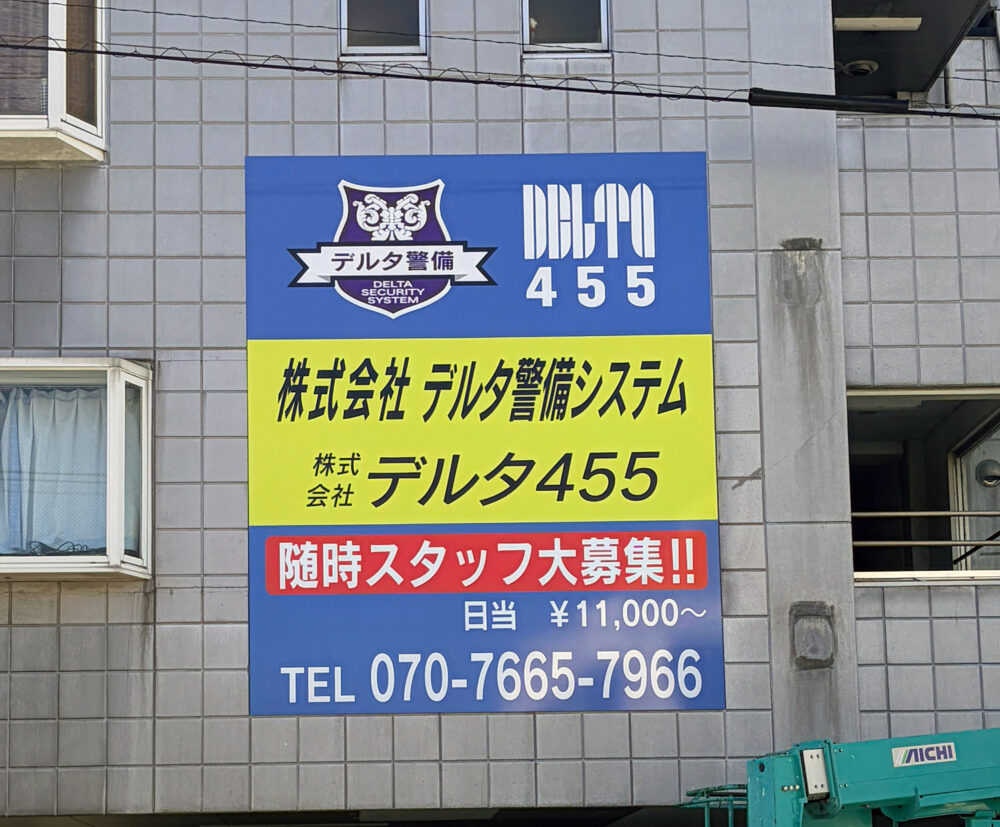 デルタ警備
DELTA
SECURITY
SYSTEM
DELTA
455
株式会社 デルタ警備システム
株式
会社 デルタ455
随時スタッフ大募集!!
日当 ¥11,000〜
TEL 070-7665-7966
AICHI